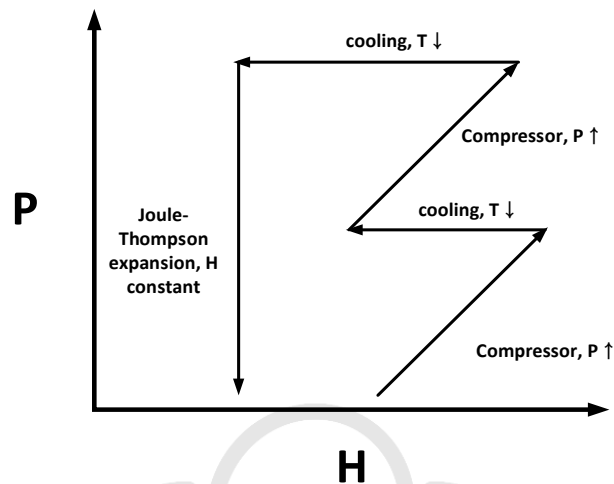 cooling, T ↓
Compressor, P ↑
P
Joule-
Thompson
expansion, H
constant
cooling, T ↓
Compressor, P ↑
H